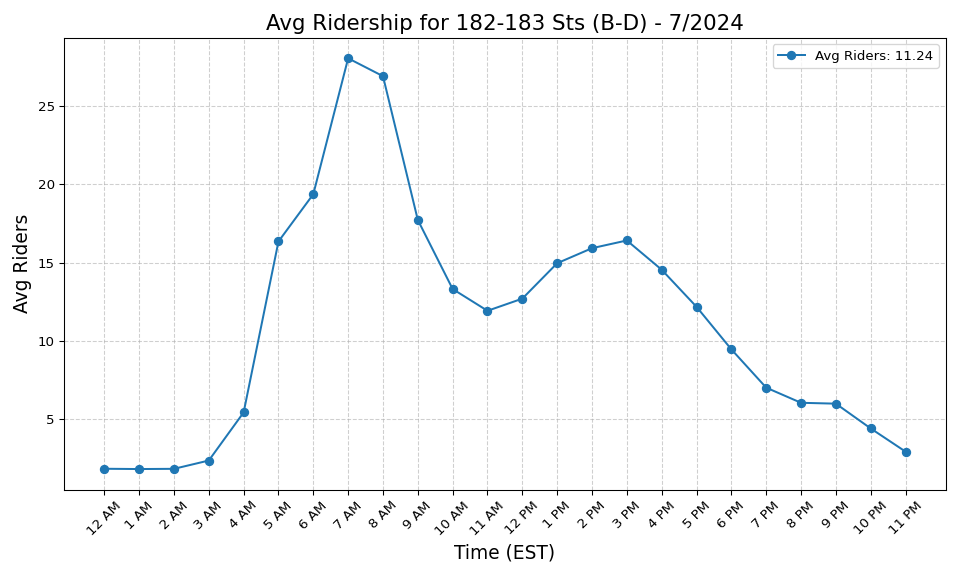 Avg Ridership for 182-183 Sts (B-D) - 7/2024
Avg Riders: 11.24
Avg Riders
25
20
15
10
5
12 AM
1 AM
2 AM
3 AM
4 AM
5 AM
6 AM
7 AM
8 AM
9 AM
10 AM
11 AM
12 PM
1 PM
2 PM
3 PM
4 PM
5 PM
6 PM
7 PM
8 PM
9 PM
10 PM
11 PM
Time (EST)